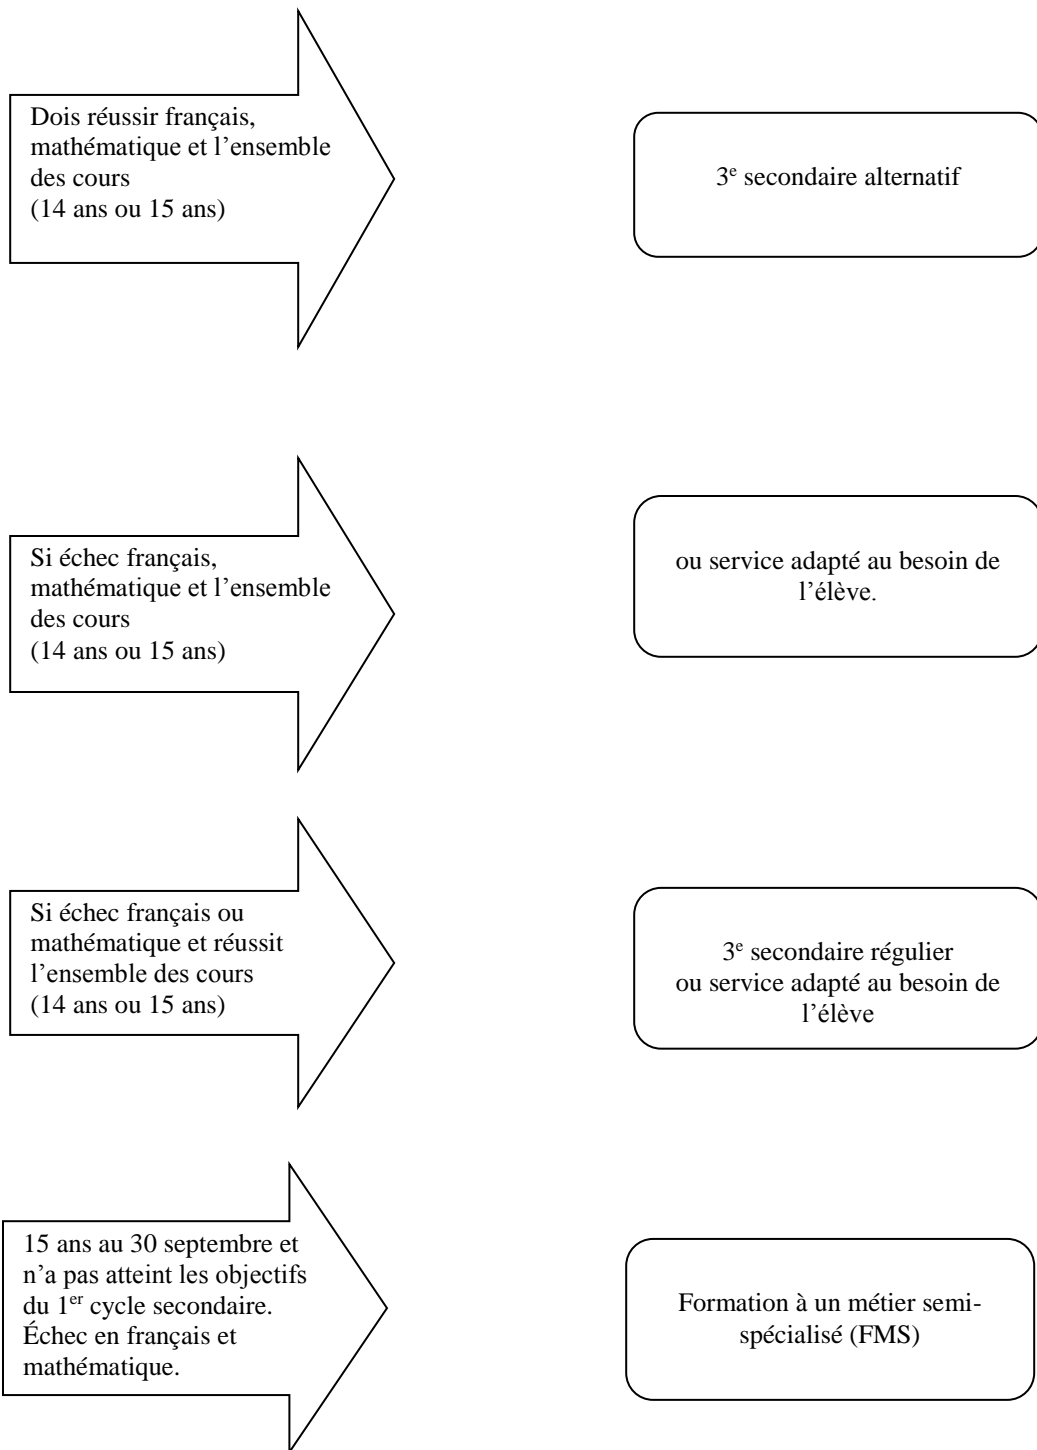 Dois réussir français,
mathématique et l’ensemble
des cours
(14 ans ou 15 ans)
3e secondaire alternatif
Si échec français,
mathématique et l’ensemble
des cours
(14 ans ou 15 ans)
ou service adapté au besoin de
l’élève.
Si échec français ou
mathématique et réussit
l’ensemble des cours
(14 ans ou 15 ans)
3e secondaire régulier
ou service adapté au besoin de
l’élève
15 ans au 30 septembre et
n’a pas atteint les objectifs
du 1er cycle secondaire.
Échec en français et
mathématique.
Formation à un métier semi-
spécialisé (FMS)